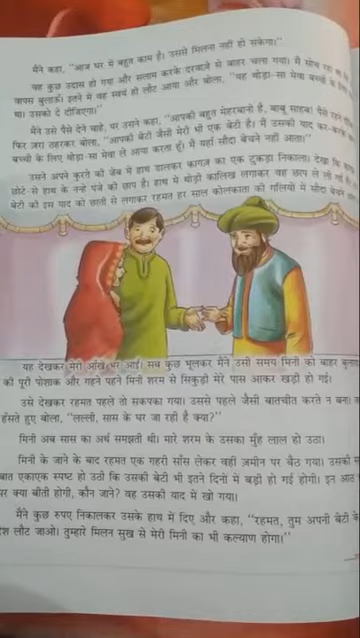 मैंने कहा, "आज घर में बहुत काम है। उससे मिलना नहीं हो सकेगा।"
वह कुछ उदास हो गया और सलाम करके दरवाज़े से बाहर चला गया। मैं सोच रहा था
वापस बुलाऊँ। इतने में वह स्वयं ही लौट आया और बोला, "यह थोड़ा-सा मेवा बच्चों के लिए
था। उसको दे दीजिएगा।"
मैंने उसे पैसे देने चाहे, पर उसने कहा, "आपकी बहुत मेहरबानी है, बाबू साहब! पैसे रहने दीजिए
फिर ज़रा ठहरकर बोला, "आपकी बेटी जैसी मेरी भी एक बेटी है। मैं उसकी याद कर-करके
बच्चों के लिए थोड़ा-सा मेवा ले आया करता हूँ। मैं यहाँ सौदा बेचने नहीं आता।"
उसने अपने कुरते की जेब में हाथ डालकर कागज़ का एक टुकड़ा निकाला। देखा कि
छोटे-से हाथ के नन्हे पंजे की छाप है। हाथ में थोड़ी कालिख लगाकर वह छाप ले ली गई
बेटी की इस याद को छाती से लगाकर रहमत हर साल कोलकाता की गलियों में सौदा बेचने
यह देखकर मेरी आँखें भर आईं। सब कुछ भूलकर मैंने उसी समय मिनी को बाहर
की पूरी पोशाक और गहने पहने मिनी शरम से सिकुड़ी मेरे पास आकर खड़ी हो गई।
उसे देखकर रहमत पहले तो सकपका गया। उससे पहले जैसी बातचीत करते न बना।
हँसते हुए बोला, "लल्ली, सास के घर जा रही है क्या?"
मिनी अब सास का अर्थ समझती थी। मारे शरम के उसका मुँह लाल हो उठा।
मिनी के जाने के बाद रहमत एक गहरी साँस लेकर वहीं ज़मीन पर बैठ गया। उसकी
बात एकाएक स्पष्ट हो उठी कि उसकी बेटी भी इतने दिनों में बड़ी हो गई होगी। इन आठ
पर क्या बीती होगी, कौन जाने? वह उसकी याद में खो गया।
मैंने कुछ रुपए निकालकर उसके हाथ में दिए और कहा, "रहमत, तुम अपनी बेटी के
देश लौट जाओ। तुम्हारे मिलन सुख से मेरी मिनी का भी कल्याण होगा।"